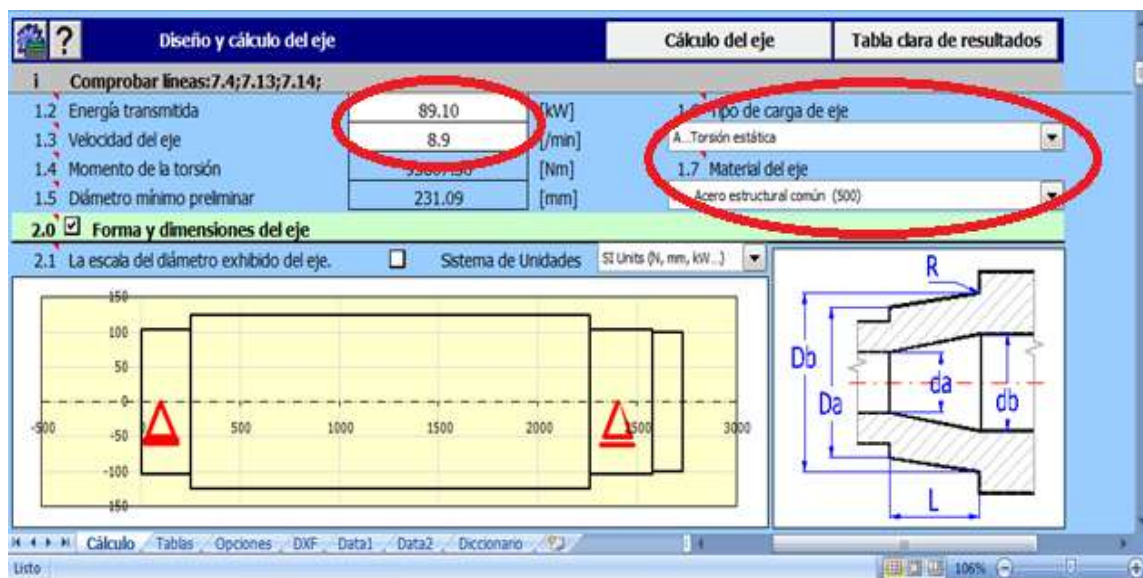 ? Diseño y cálculo del eje Cálculo del eje Tabla clara de resultados
i Comprobar líneas:7.4;7.13;7.14;
1.2 Energía transmitida 89.10 [kW] Tipo de carga de eje
1.3 Velocidad del eje 8.9 [/min] A...Torsión estática
1.4 Momento de la torsión [Nm] 1.7 Material del eje
1.5 Diámetro mínimo preliminar 231.09 [mm] Acero estructural común (500)
2.0 Forma y dimensiones del eje
2.1 La escala del diámetro exhibido del eje. Sistema de Unidades SI Units (N, mm, kW...)
150
100
50
0
-50
-100
-150
-500 500 1000 1500 2000 2500 3000
R
Db
Da
da
db
L
Cálculo Tablas Opciones DXF Data1 Data2 Diccionario
Listo 106%